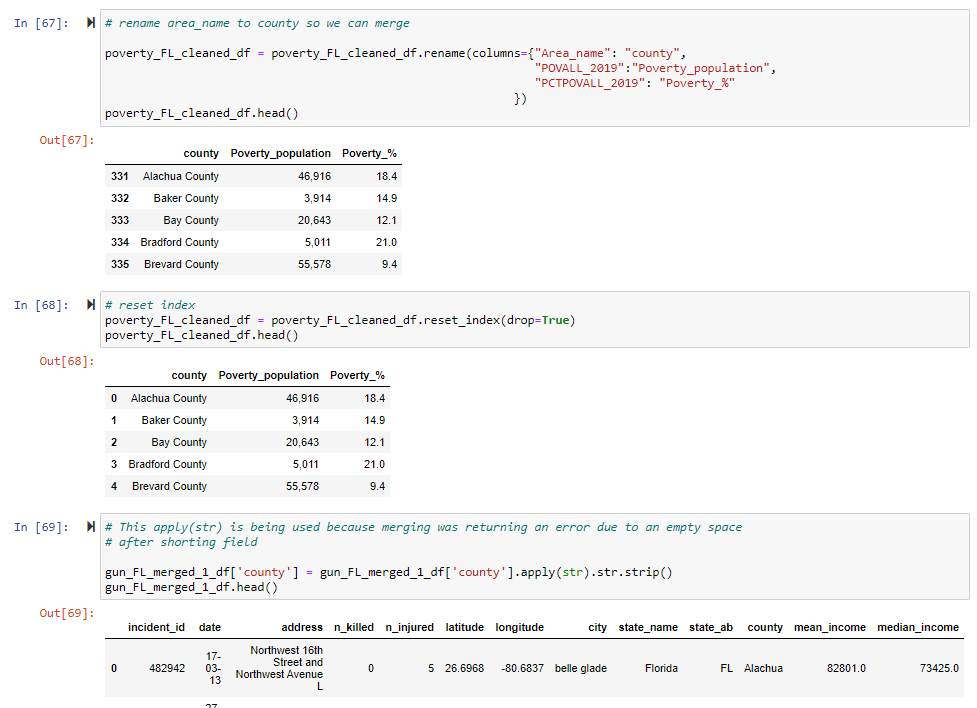 In [67]:
# rename area_name to county so we can merge
poverty_FL_cleaned_df = poverty_FL_cleaned_df.rename(columns={"Area_name": "county",
"POVALL_2019":"Poverty_population",
"PCTPOVALL_2019": "Poverty_%"
})
poverty_FL_cleaned_df.head()
Out[67]:
county Poverty_population Poverty_%
331 Alachua County 46,916 18.4
332 Baker County 3,914 14.9
333 Bay County 20,643 12.1
334 Bradford County 5,011 21.0
335 Brevard County 55,578 9.4
In [68]:
# reset index
poverty_FL_cleaned_df = poverty_FL_cleaned_df.reset_index(drop=True)
poverty_FL_cleaned_df.head()
Out[68]:
county Poverty_population Poverty_%
0 Alachua County 46,916 18.4
1 Baker County 3,914 14.9
2 Bay County 20,643 12.1
3 Bradford County 5,011 21.0
4 Brevard County 55,578 9.4
In [69]:
# This apply(str) is being used because merging was returning an error due to an empty space
# after shorting field
gun_FL_merged_1_df['county'] = gun_FL_merged_1_df['county'].apply(str).str.strip()
gun_FL_merged_1_df.head()
Out[69]:
incident_id date address n_killed n_injured latitude longitude city state_name state_ab county mean_income median_income
0 482942 17-03-13 Northwest 16th Street and Northwest Avenue L 0 5 26.6968 -80.6837 belle glade Florida FL Alachua 82801.0 73425.0